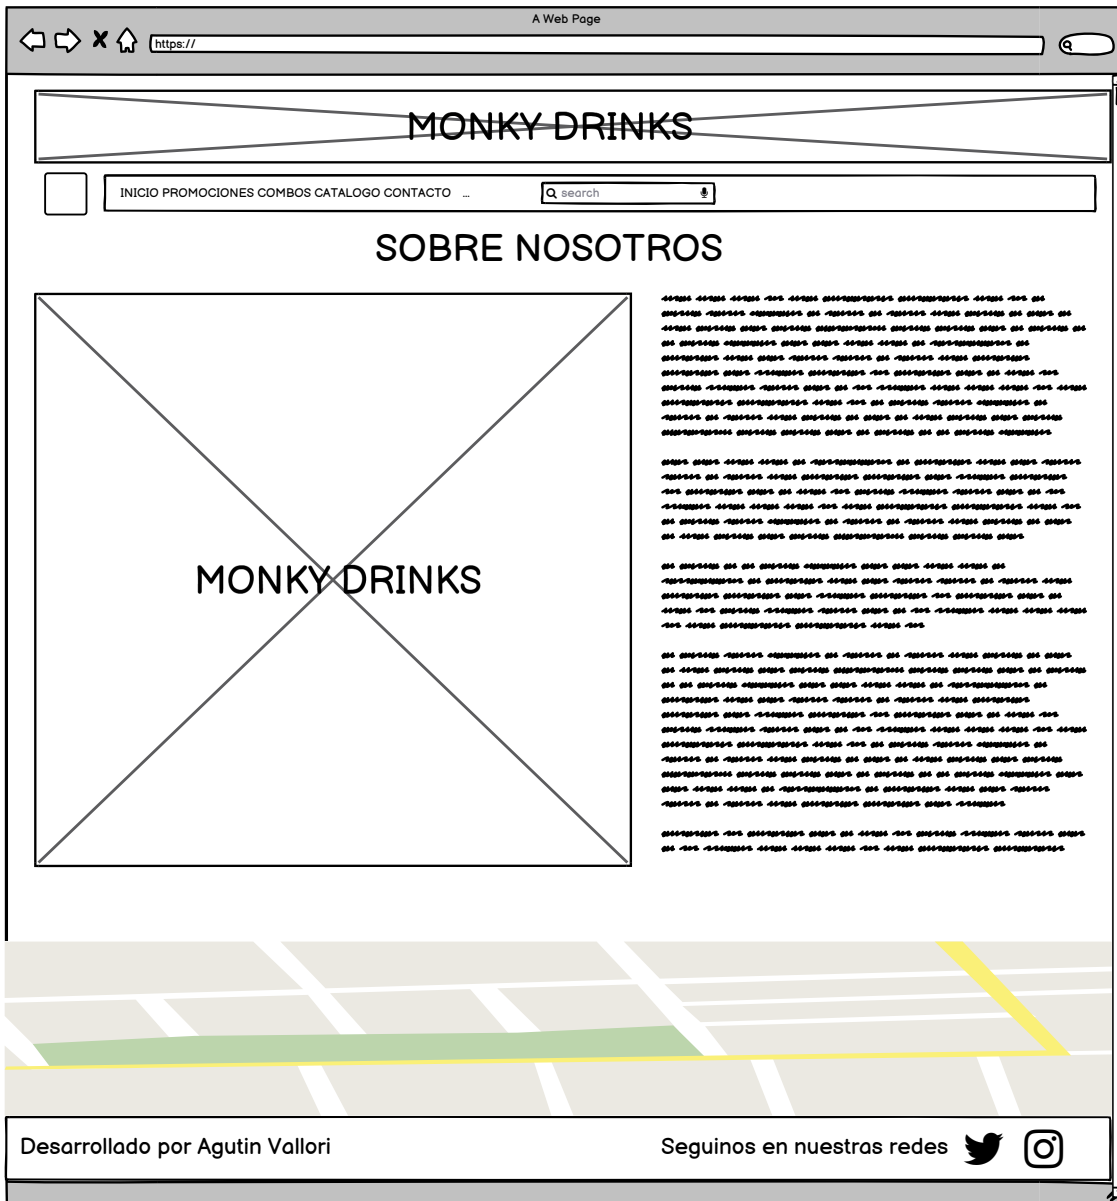 A Web Page
https://
MONKY DRINKS
INICIO PROMOCIONES COMBOS CATALOGO CONTACTO ...
search
SOBRE NOSOTROS
MONKY DRINKS
Desarrollado por Agutin Vallori
Seguinos en nuestras redes